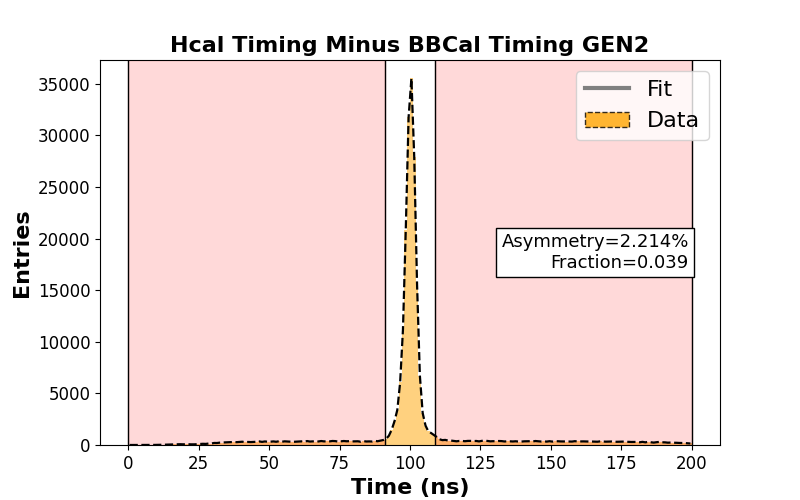 Hcal Timing Minus BBCal Timing GEN2
Entries
35000
30000
25000
20000
15000
10000
5000
0
Fit
Data
Asymmetry=2.214%
Fraction=0.039
0 25 50 75 100 125 150 175 200
Time (ns)